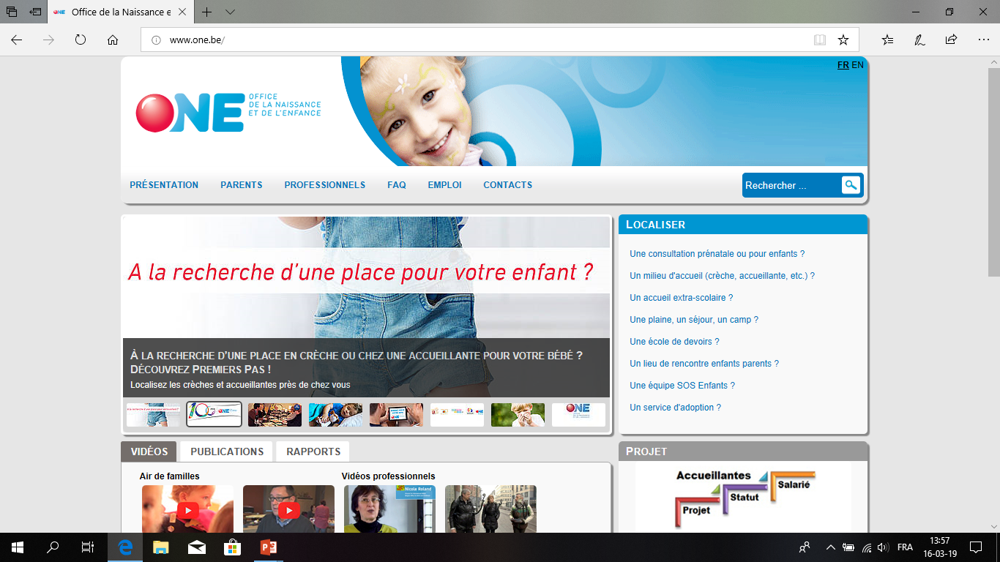 Office de la Naissance e
www.one.be/
FR EN
ONE
OFFICE
DE LA NAISSANCE
ET DE L'ENFANCE
PRÉSENTATION PARENTS PROFESSIONNELS FAQ EMPLOI CONTACTS
Rechercher ...
A la recherche d'une place pour votre enfant ?
À LA RECHERCHE D'UNE PLACE EN CRÈCHE OU CHEZ UNE ACCUEILLANTE POUR VOTRE BÉBÉ ?
DÉCOUVREZ PREMIERS PAS !
Localisez les crèches et accueillantes près de chez vous
LOCALISER
Une consultation prénatale ou pour enfants ?
Un milieu d'accueil (crèche, accueillante, etc.) ?
Un accueil extra-scolaire ?
Une plaine, un séjour, un camp ?
Une école de devoirs ?
Un lieu de rencontre enfants parents ?
Une équipe SOS Enfants ?
Un service d'adoption ?
VIDÉOS PUBLICATIONS RAPPORTS
Air de familles
Vidéos professionnels
Nicole Roland
PROJET
Accueillantes
Salarié
Statut
Projet
FRA
13:57
16-03-19